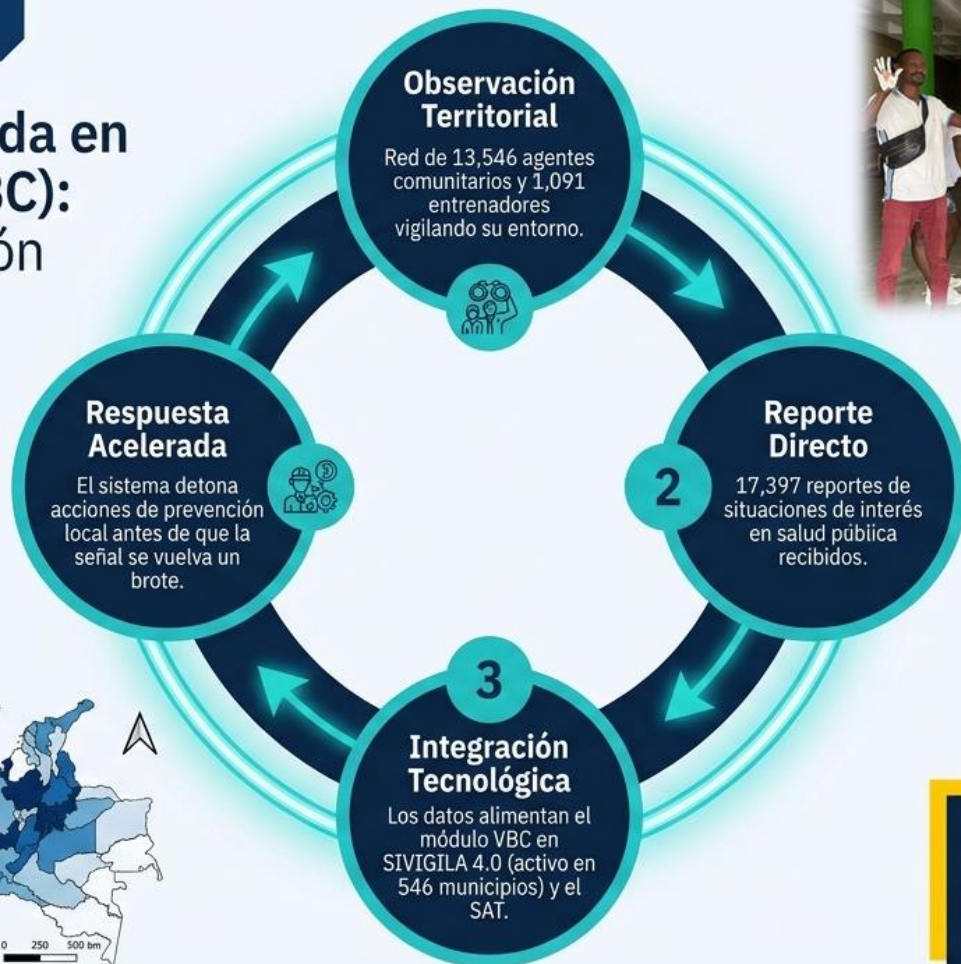 da en
BC):
ón
Observación
Territorial
Red de 13,546 agentes
comunitarios y 1,091
entrenadores
vigilando su entorno.
Respuesta
Acelerada
El sistema detona
acciones de prevención
local antes de que la
señal se vuelva un
brote.
2
Reporte
Directo
17,397 reportes de
situaciones de interés
en salud púbiica
recibidos.
3
Integración
Tecnológica
Los datos alimentan el
módulo VBC en
SIVIGILA 4.0 (activo en
546 municipios) y el
SAT.
0 250 500 bm